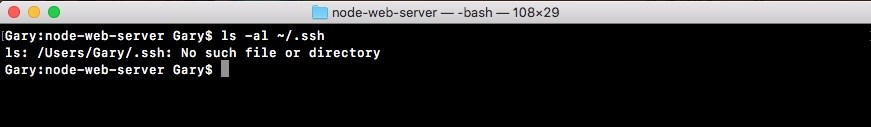 node-web-server — -bash — 108×29
[Gary:node-web-server Gary$ ls -al ~/.ssh
ls: /Users/Gary/.ssh: No such file or directory
Gary:node-web-server Gary$